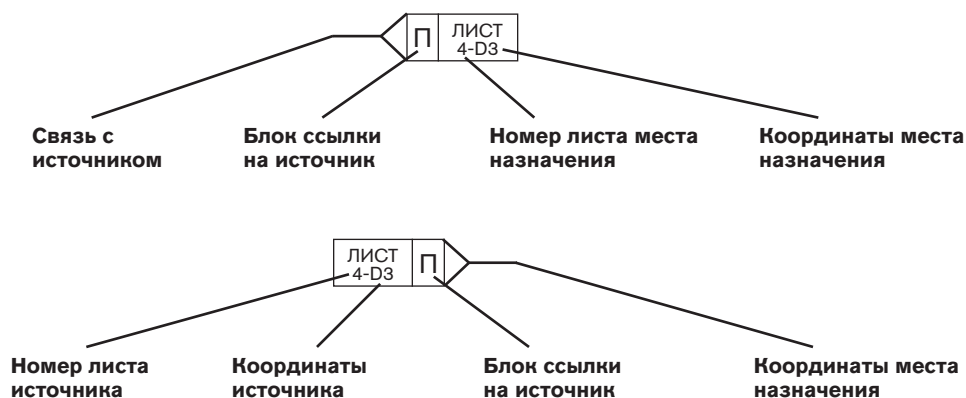 П
ЛИСТ
4-D3
Связь с
источником
Блок ссылки
на источник
Номер листа места
назначения
Координаты места
назначения
ЛИСТ
4-D3
П
Номер листа
источника
Координаты
источника
Блок ссылки
на источник
Координаты места
назначения